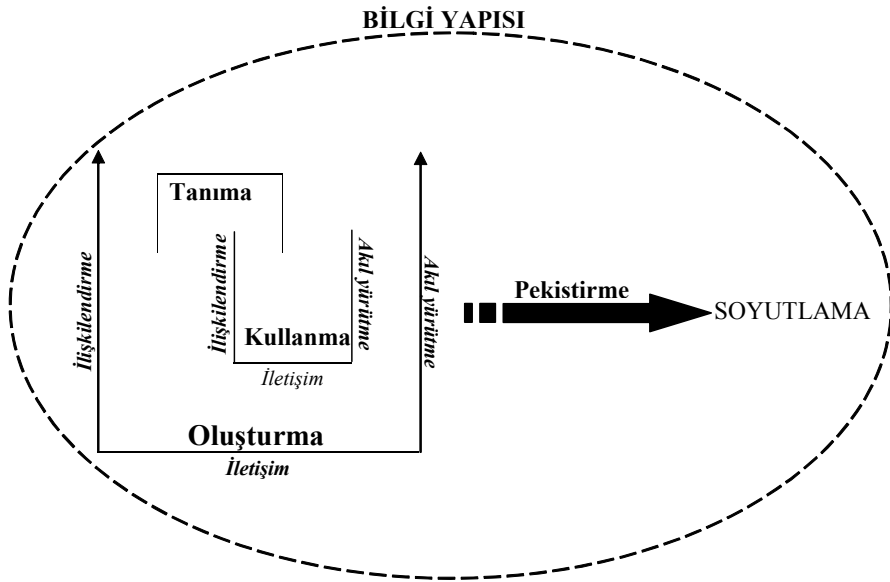 BİLGİ YAPISI
Tanıma
İlişkilendirme
İlişkilendirme
Akıl yürütme
Akıl yürütme
Kullanma
İletişim
Oluşturma
İletişim
Pekistirme
SOYUTLAMA